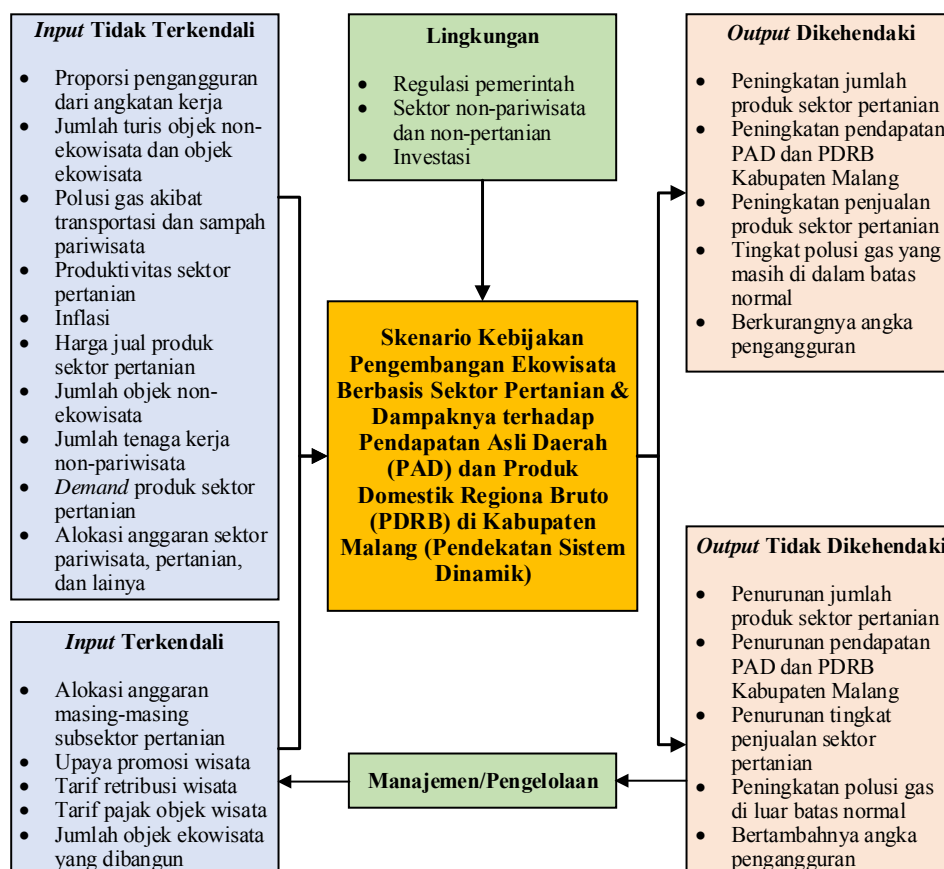 Input Tidak Terkendali
• Proporsi pengangguran
dari angkatan kerja
• Jumlah turis objek non-
ekowisata dan objek
ekowisata
• Polusi gas akibat
transportasi dan sampah
pariwisata
• Produktivitas sektor
pertanian
• Inflasi
• Harga jual produk
sektor pertanian
• Jumlah objek non-
ekowisata
• Jumlah tenaga kerja
non-pariwisata
• Demand produk sektor
pertanian
• Alokasi anggaran sektor
pariwisata, pertanian,
dan lainya
Lingkungan
• Regulasi pemerintah
• Sektor non-pariwisata
dan non-pertanian
• Investasi
Output Dikehendaki
• Peningkatan jumlah
produk sektor pertanian
• Peningkatan pendapatan
PAD dan PDRB
Kabupaten Malang
• Peningkatan penjualan
produk sektor pertanian
• Tingkat polusi gas yang
masih di dalam batas
normal
• Berkurangnya angka
pengangguran
Skenario Kebijakan
Pengembangan Ekowisata
Berbasis Sektor Pertanian &
Dampaknya terhadap
Pendapatan Asli Daerah
(PAD) dan Produk
Domestik Regiona Bruto
(PDRB) di Kabupaten
Malang (Pendekatan Sistem
Dinamik)
Input Terkendali
• Alokasi anggaran
masing-masing
subsektor pertanian
• Upaya promosi wisata
• Tarif retribusi wisata
• Tarif pajak objek wisata
• Jumlah objek ekowisata
yang dibangun
Manajemen/Pengelolaan
Output Tidak Dikehendaki
• Penurunan jumlah
produk sektor pertanian
• Penurunan pendapatan
PAD dan PDRB
Kabupaten Malang
• Penurunan tingkat
penjualan sektor
pertanian
• Peningkatan polusi gas
di luar batas normal
• Bertambahnya angka
pengangguran